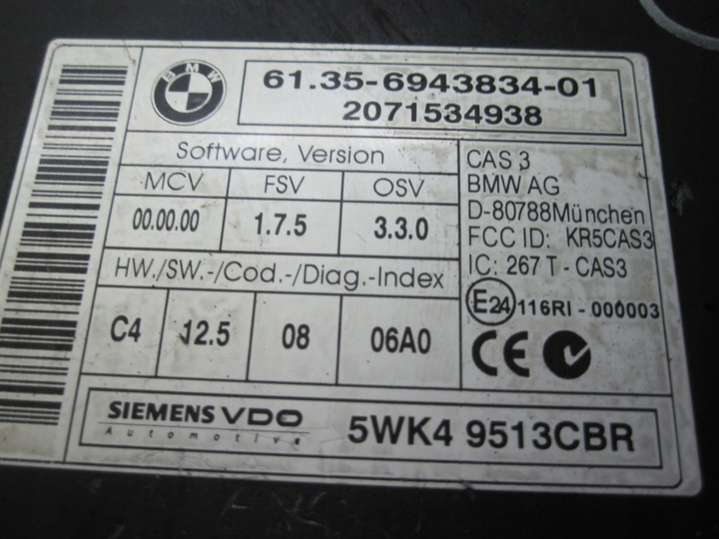 BMW
61.35-6943834-01
2071534938
Software, Version
MCV FSV OSV
00.00.00 1.7.5 3.3.0
HW./SW.-/Cod.-/Diag.-Index
C4 12.5 08 06A0
CAS 3
BMW AG
D-80788München
FCC ID: KR5CAS3
IC: 267 T - CAS3
E24 116RI - 000003
CE
SIEMENS VDO
Automotive
5WK4 9513CBR